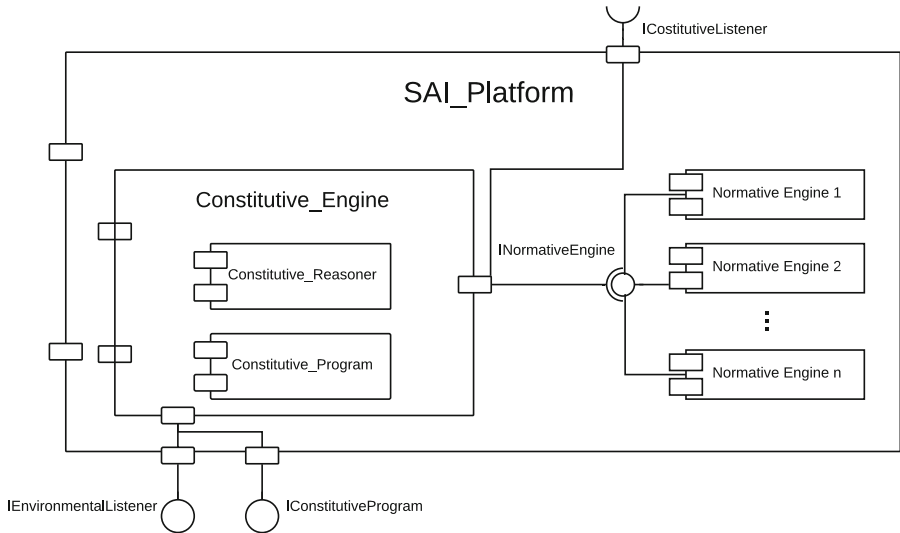 ICostitutiveListener
SAI_Platform
Constitutive_Engine
Normative Engine 1
INormativeEngine
Constitutive_Reasoner
Normative Engine 2
Constitutive_Program
Normative Engine n
IEnvironmentalListener
IConstitutiveProgram